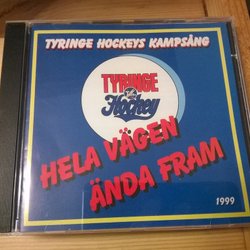 TYRINGE HOCKEYS KAMPSÅNG
TYRINGE
Hockey
HELA VÄGEN
ÄNDA FRAM
1999